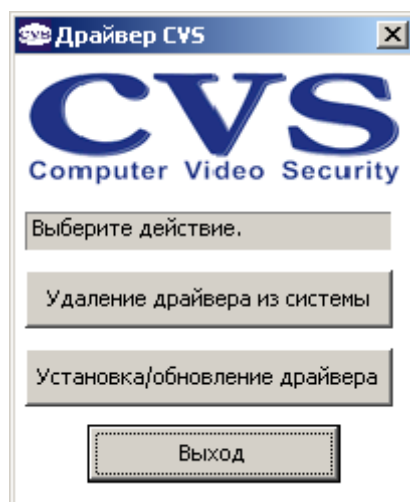 Драйвер CVS
CVS
Computer Video Security
Выберите действие.
Удаление драйвера из системы
Установка/обновление драйвера
Выход